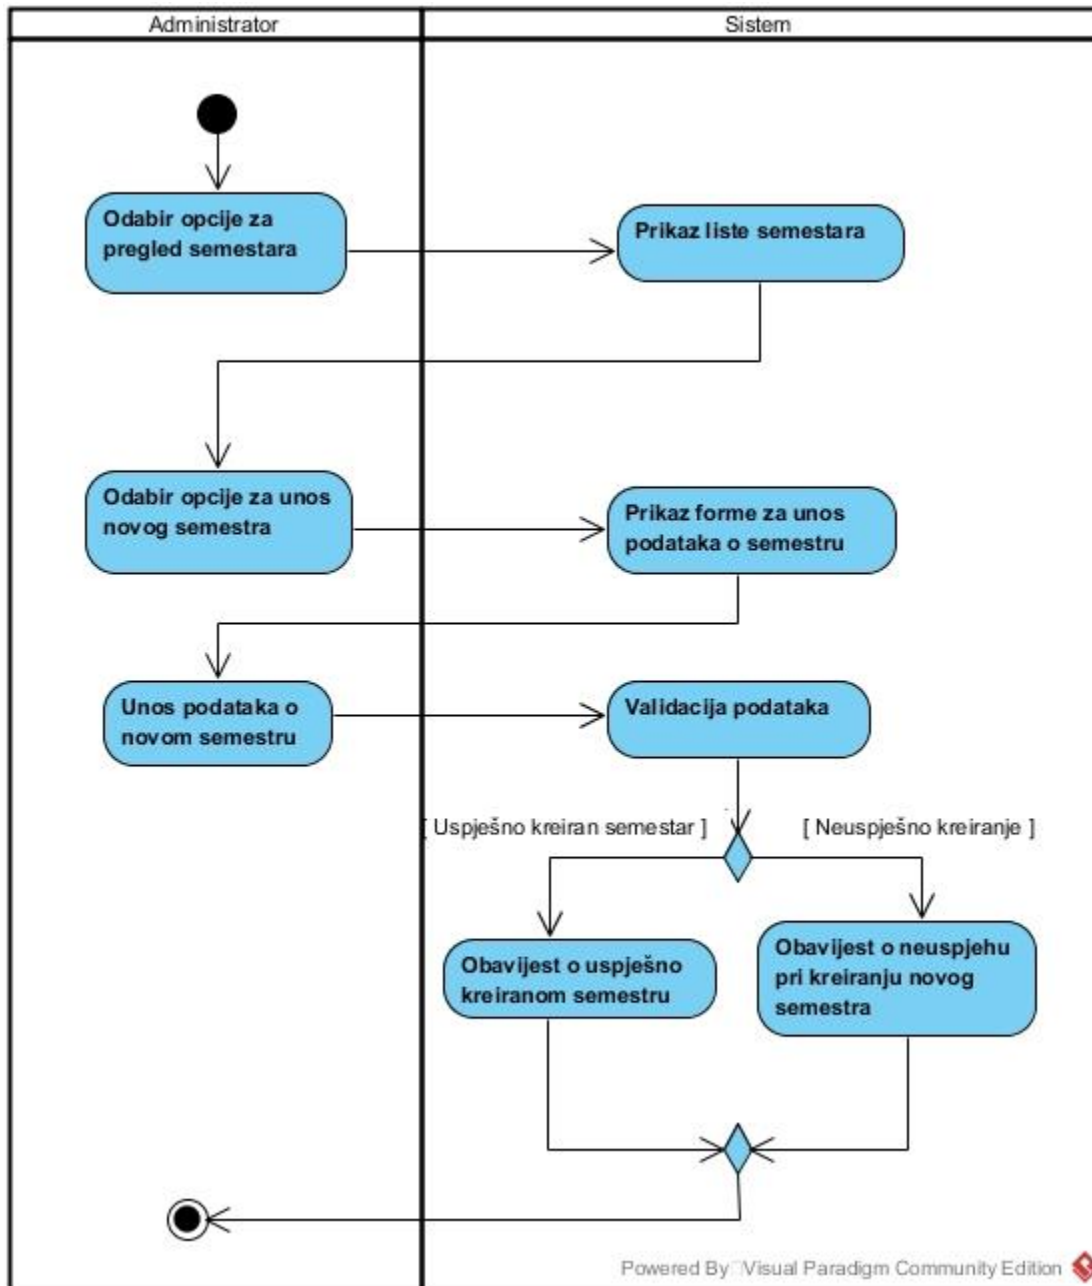 Administrator
Sistem
Odabir opcije za
pregled semestara
Prikaz liste semestara
Odabir opcije za unos
novog semestra
Prikaz forme za unos
podataka o semestru
Unos podataka o
novom semestru
Validacija podataka
[ Uspješno kreiran semestar ]
[ Neuspješno kreiranje ]
Obavijest o uspješno
kreiranom semestru
Obavijest o neuspjehu
pri kreiranju novog
semestra
Powered By Visual Paradigm Community Edition